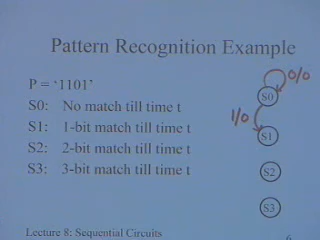 Pattern Recognition Example
P = ‘1101’
S0: No match till time t
S1: 1-bit match till time t
S2: 2-bit match till time t
S3: 3-bit match till time t
0/0
S0
1/0
S1
S2
S3
Lecture 8: Sequential Circuits
6